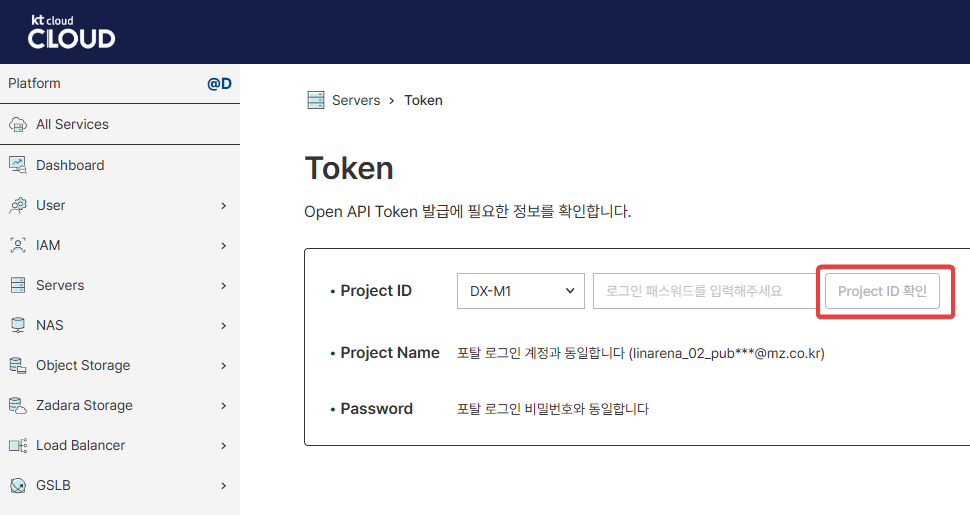 kt cloud
CLOUD
Platform @D
All Services
Dashboard
User
IAM
Servers
NAS
Object Storage
Zadara Storage
Load Balancer
GSLB
Servers > Token
Token
Open API Token 발급에 필요한 정보를 확인합니다.
• Project ID DX-M1 로그인 패스워드를 입력해주세요 Project ID 확인
• Project Name 포탈 로그인 계정과 동일합니다 (linarena_02_pub***@mz.co.kr)
• Password 포탈 로그인 비밀번호와 동일합니다